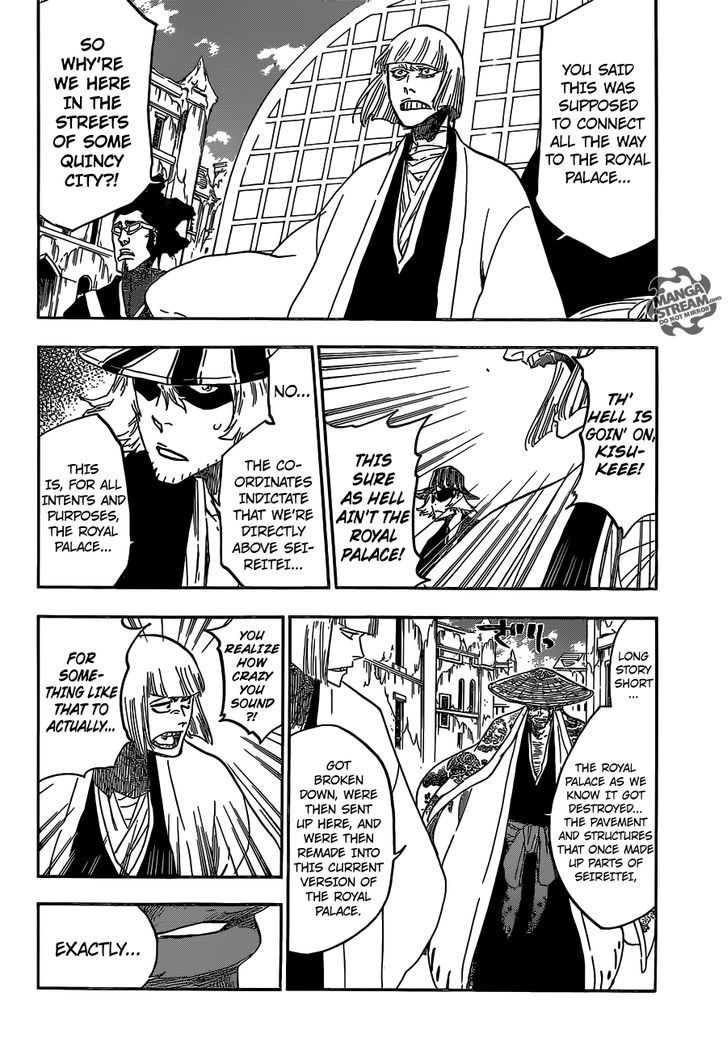 YOU SAID
THIS WAS
SUPPOSED
TO CONNECT
ALL THE WAY
TO THE ROYAL
PALACE...
SO
WHY'RE
WE HERE
IN THE
STREETS
OF SOME
QUINCY
CITY?!
MANGA
STREAM.com
DO NOT MIRROR
TH'
HELL IS
GOIN' ON,
KISU-
KEEE!
THIS
SURE
AS HELL
AIN'T THE
ROYAL
PALACE!
NO...
THE CO-
ORDINATES
INDICTATE
THAT WE'RE
DIRECTLY
ABOVE SEI-
REITEI...
THIS
IS, FOR ALL
INTENTS AND
PURPOSES,
THE ROYAL
PALACE...
LONG
STORY
SHORT
...
THE ROYAL
PALACE AS WE
KNOW IT GOT
DESTROYED...
THE PAVEMENT
AND STRUCTURES
THAT ONCE MADE
UP PARTS OF
SEIREITEI,
GOT
BROKEN
DOWN, WERE
THEN SENT
UP HERE, AND
WERE THEN
REMADE INTO
THIS CURRENT
VERSION OF
THE ROYAL
PALACE.
YOU
REALIZE
HOW
CRAZY
YOU
SOUND
?!
FOR
SOME-
THING LIKE
THAT TO
ACTUALLY...
EXACTLY...